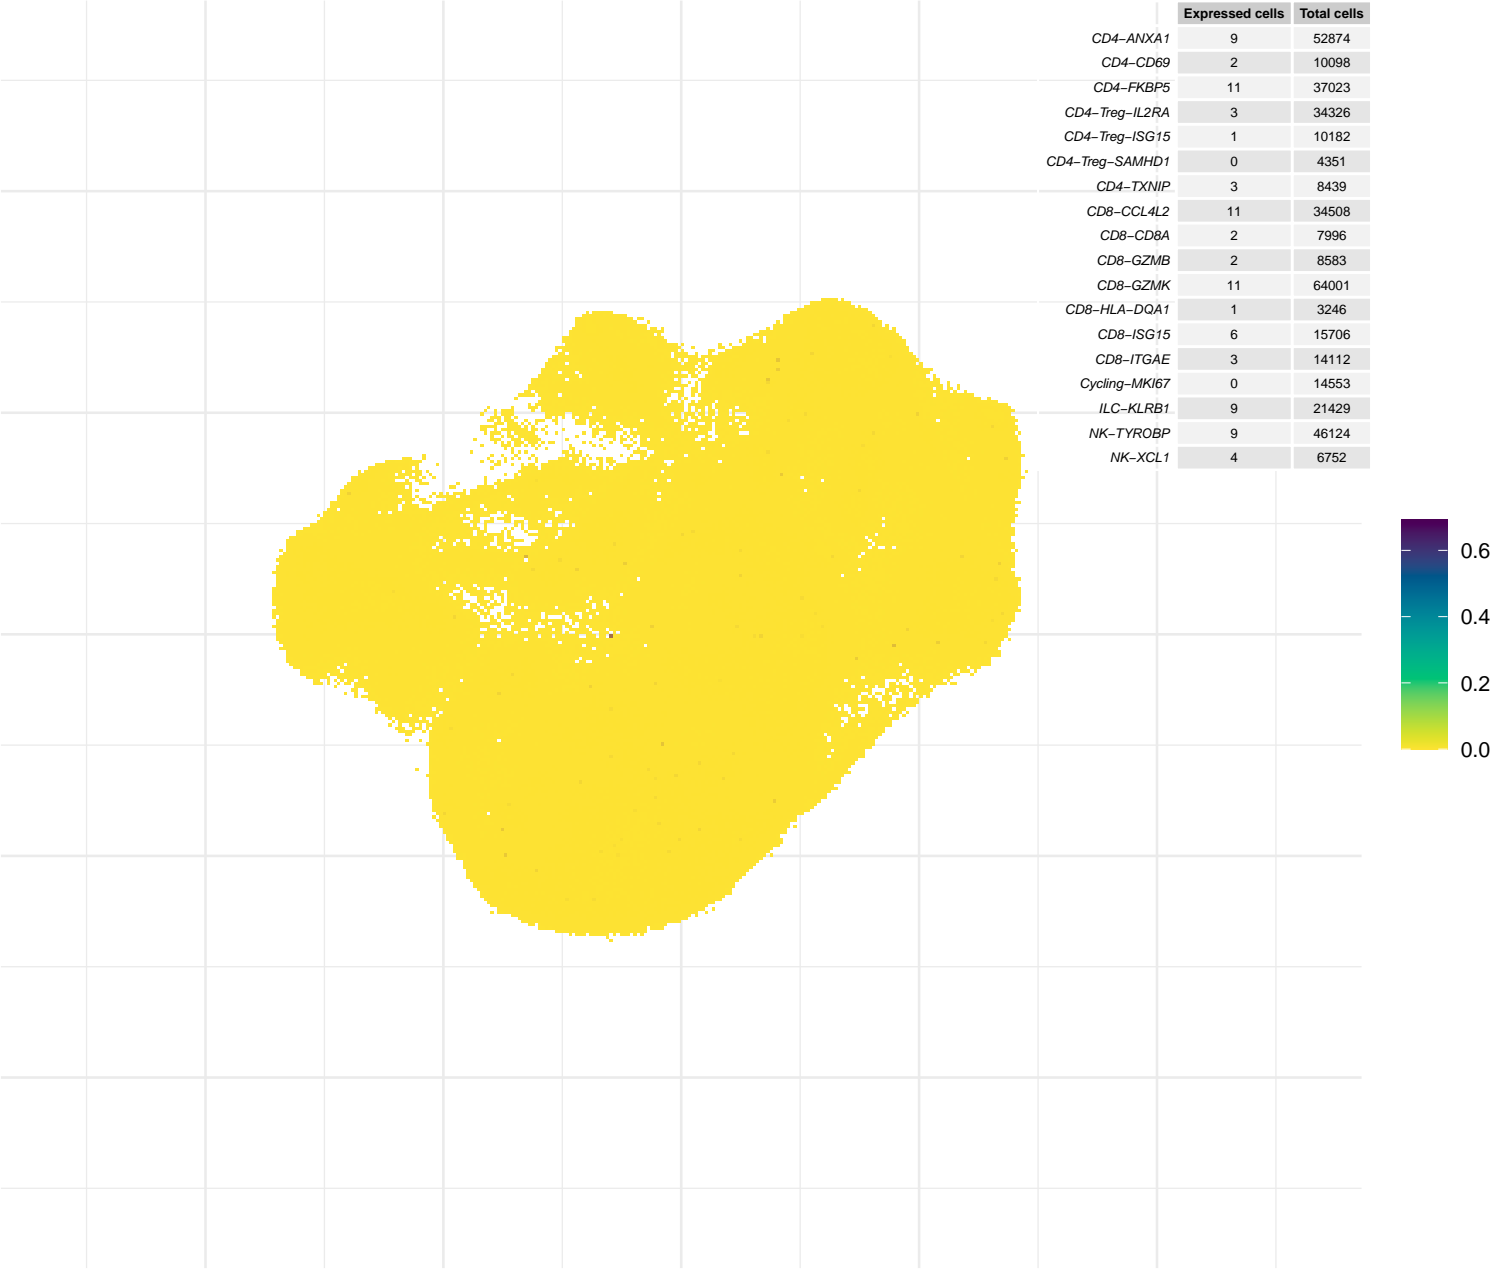 Expressed cells Total cells
CD4−ANXA1 9 52874
CD4−CD69 2 10098
CD4−FKBP5 11 37023
CD4−Treg−IL2RA 3 34326
CD4−Treg−ISG15 1 10182
CD4−Treg−SAMHD1 0 4351
CD4−TXNIP 3 8439
CD8−CCL4L2 11 34508
CD8−CD8A 2 7996
CD8−GZMB 2 8583
CD8−GZMK 11 64001
CD8−HLA−DQA1 1 3246
CD8−ISG15 6 15706
CD8−ITGAE 3 14112
Cycling−MKI67 0 14553
ILC−KLRB1 9 21429
NK−TYROBP 9 46124
NK−XCL1 4 6752
0.6
0.4
0.2
0.0